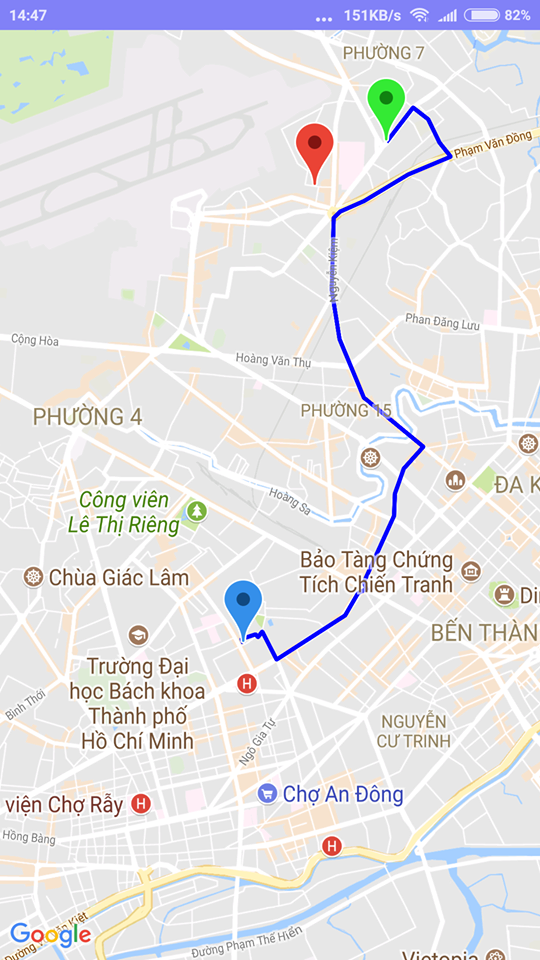 14:47
... 151KB/s 82%
PHƯỜNG 7
Phạm Văn Đồng
Nguyễn Kiệm
Phan Đăng Lưu
Cộng Hòa
Hoàng Văn Thụ
PHƯỜNG 15
PHƯỜNG 4
ĐA K
Công viên
Lê Thị Riêng
Hoàng Sa
Bảo Tàng Chứng
Tích Chiến Tranh
Chùa Giác Lâm
Di
BẾN THÀN
Trường Đại
học Bách khoa
Thành phố
Hồ Chí Minh
H
Bình Thới
NGUYỄN
CƯ TRINH
Ngô Gia Tự
Chợ An Đông
viện Chợ Rẫy
H
Hồng Bàng
H
Google
Đường Phạm Thế Hiển
Victoria